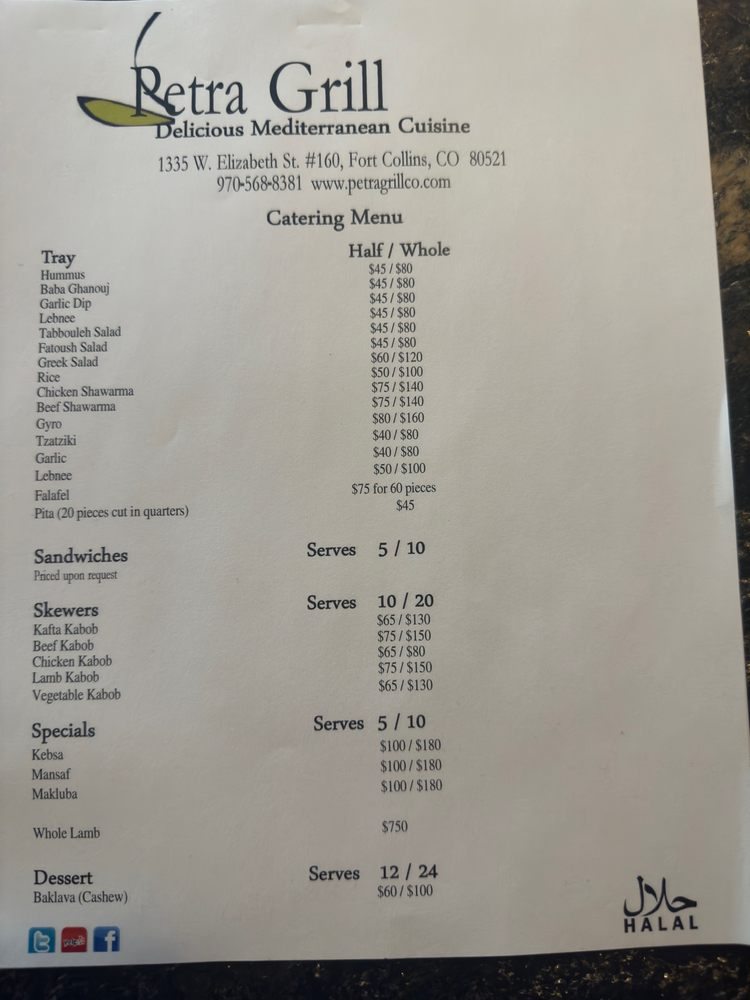 Petra Grill
Delicious Mediterranean Cuisine
1335 W. Elizabeth St. #160, Fort Collins, CO 80521
970-568-8381 www.petragrillco.com
Catering Menu
Tray Half / Whole
Hummus $45 / $80
Baba Ghanouj $45 / $80
Garlic Dip $45 / $80
Lebnee $45 / $80
Tabbouleh Salad $45 / $80
Fatoush Salad $45 / $80
Greek Salad $60 / $120
Rice $50 / $100
Chicken Shawarma $75 / $140
Beef Shawarma $75 / $140
Gyro $80 / $160
Tzatziki $40 / $80
Garlic $40 / $80
Lebnee $50 / $100
Falafel $75 for 60 pieces
Pita (20 pieces cut in quarters) $45
Sandwiches Serves 5 / 10
Priced upon request
Skewers Serves 10 / 20
Kafta Kabob $65 / $130
Beef Kabob $75 / $150
Chicken Kabob $65 / $80
Lamb Kabob $75 / $150
Vegetable Kabob $65 / $130
Specials Serves 5 / 10
Kebsa $100 / $180
Mansaf $100 / $180
Makluba $100 / $180
Whole Lamb $750
Dessert Serves 12 / 24
Baklava (Cashew) $60 / $100
حلال
HALAL